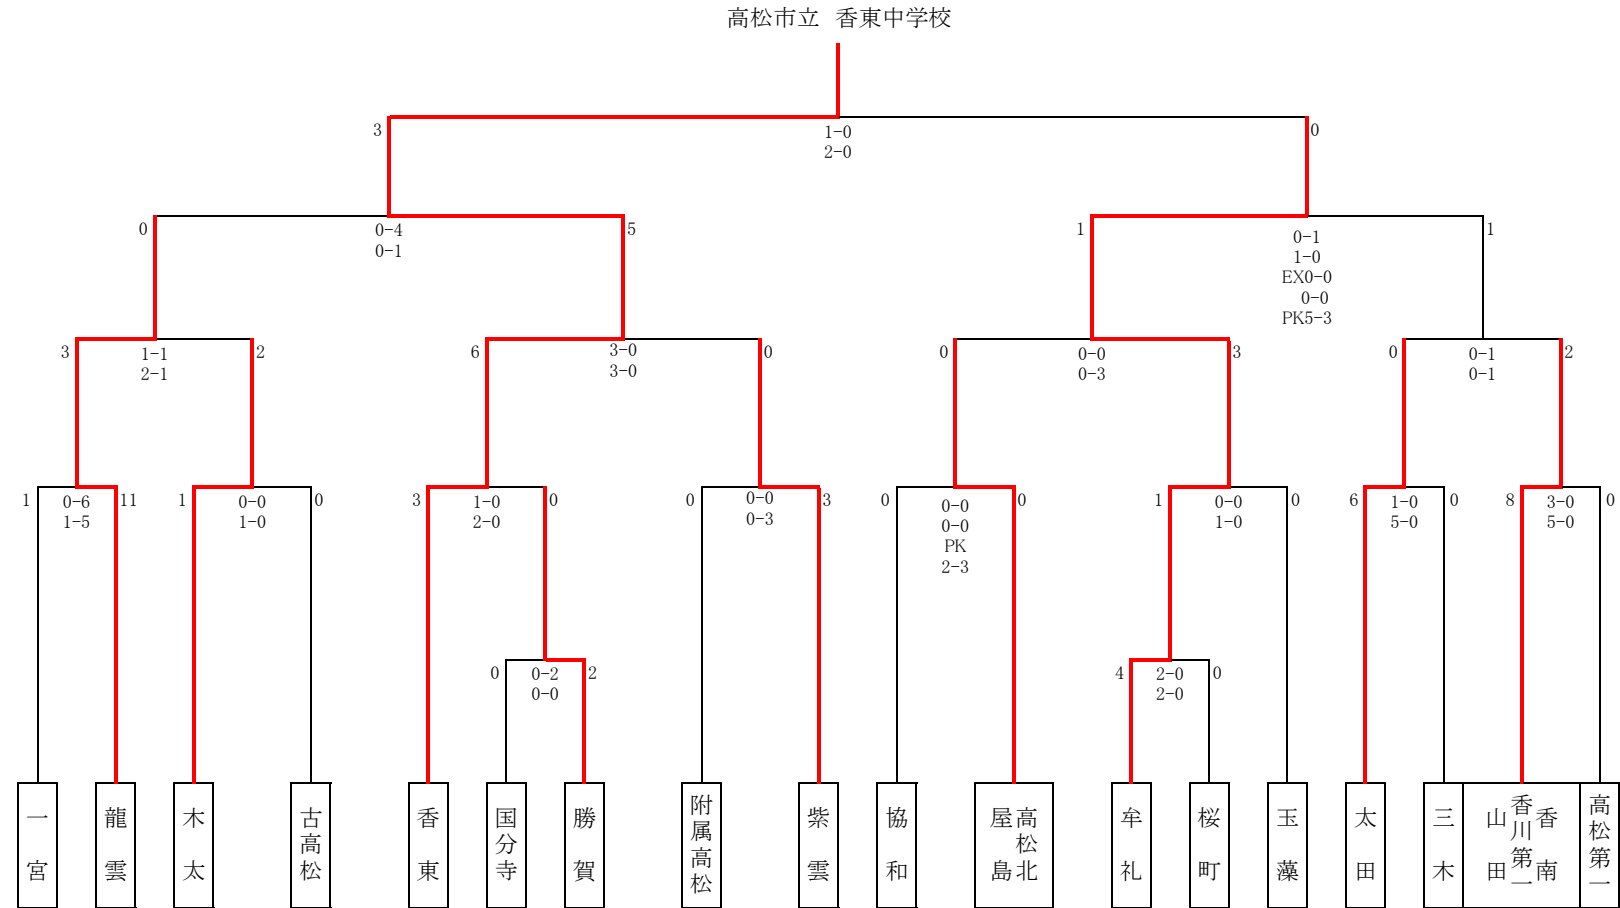 高松市立 香東中学校
3
1-0
2-0
0
0
0-4
0-1
5
1
0-1
1-0
EX0-0
0-0
PK5-3
1
3
1-1
2-1
2
6
3-0
3-0
0
0
0-0
0-3
3
0
0-1
0-1
2
1
0-6
1-5
11
1
0-0
1-0
0
3
1-0
2-0
0
0
0-0
0-3
3
0
0-0
0-0
PK
2-3
0
1
0-0
1-0
0
6
1-0
5-0
0
8
3-0
5-0
0
0
0-2
0-0
2
4
2-0
2-0
0
一宮
龍雲
木太
古高松
香東
国分寺
勝賀
附属高松
紫雲
協和
高松北
屋島
牟礼
桜町
玉藻
太田
三木
香南
香川第一
山田
高松第一